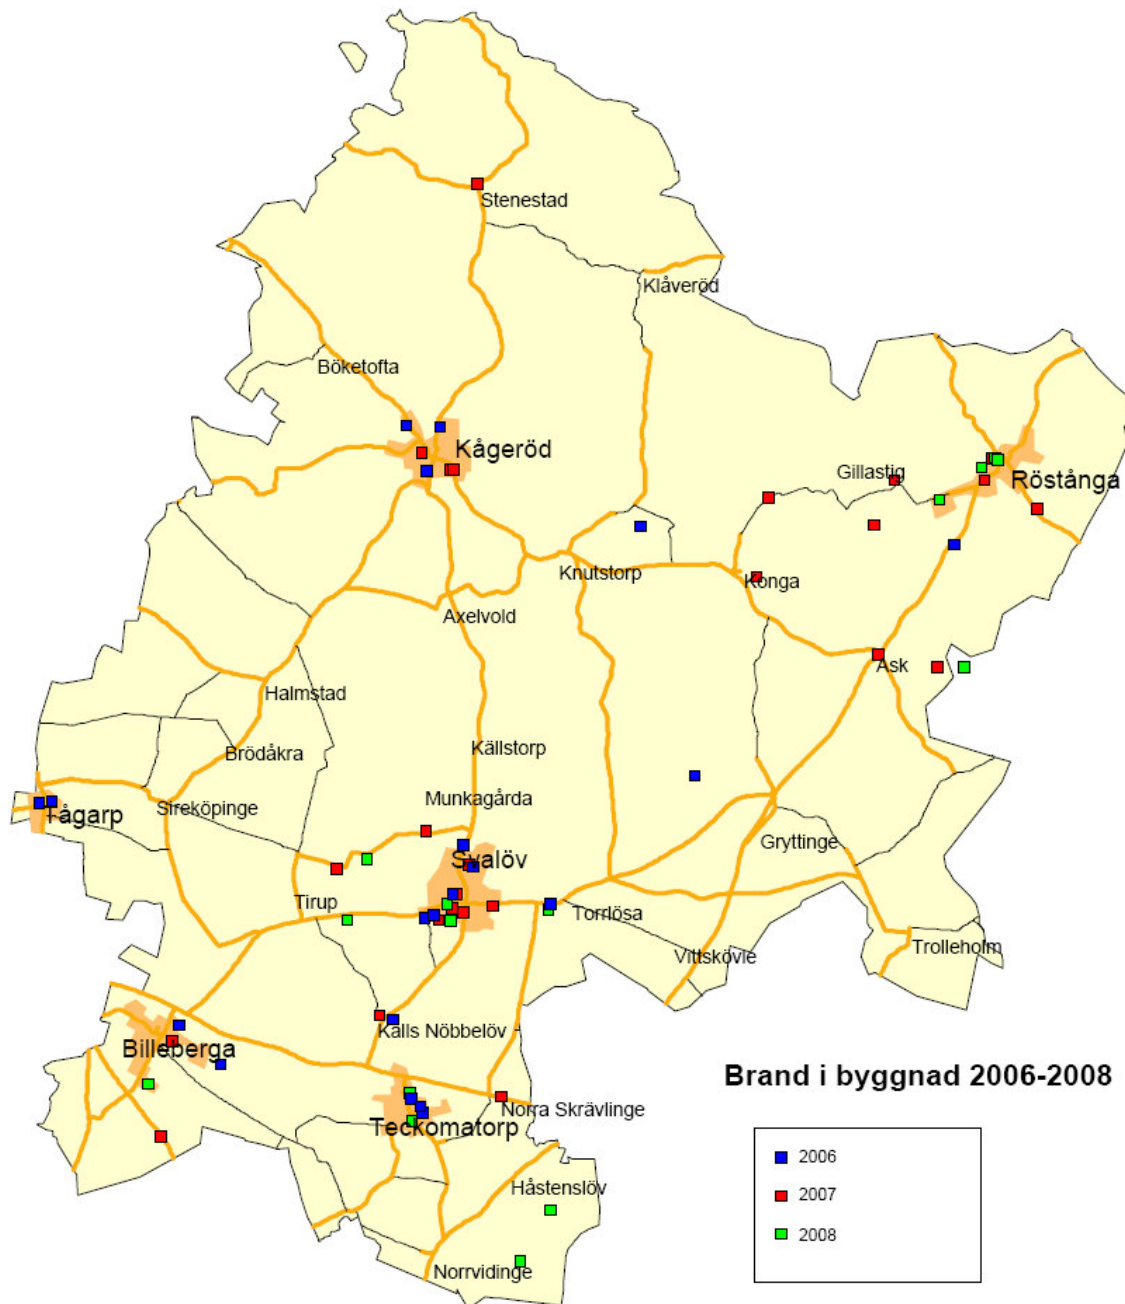 Stenestad
Klåveröd
Böketofta
Kågeröd
Gillastig
Röstånga
Knutstorp
Konga
Axelvold
Ask
Halmstad
Källstorp
Brödåkra
Munkagårda
Sireköpinge
Tågarp
Gryttinge
Svalöv
Tirup
Torrlösa
Trolleholm
Vittskövle
Källs Nöbbelöv
Billeberga
Brand i byggnad 2006-2008
Norra Skrävlinge
Teckomatorp
2006
Håstenslöv
2007
2008
Norrvidinge